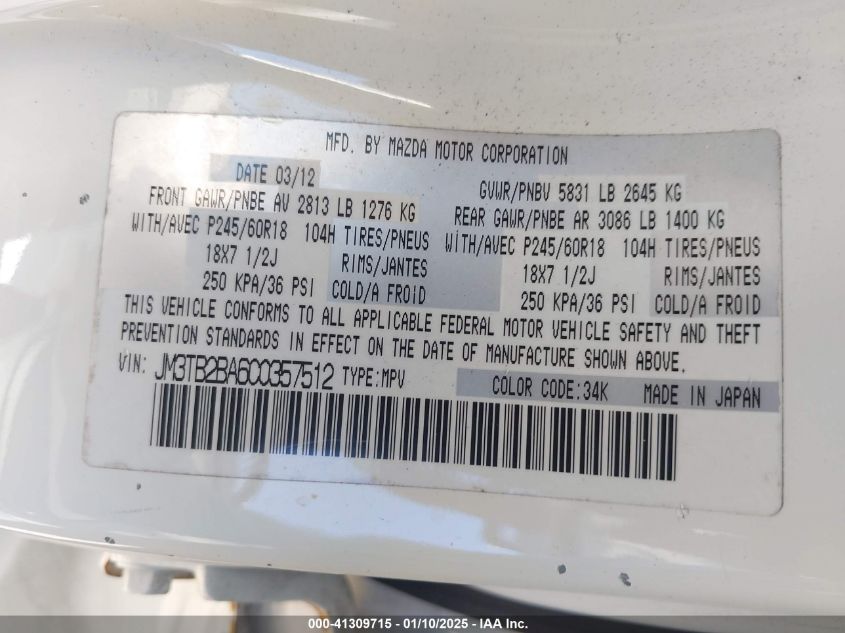 MFD. BY MAZDA MOTOR CORPORATION
DATE 03/12 GVWR/PNBV 5831 LB 2645 KG
FRONT GAWR/PNBE AV 2813 LB 1276 KG REAR GAWR/PNBE AR 3086 LB 1400 KG
WITH/AVEC P245/60R18 104H TIRES/PNEUS WITH/AVEC P245/60R18 104H TIRES/PNEUS
18X7 1/2J RIMS/JANTES 18X7 1/2J RIMS/JANTES
250 KPA/36 PSI COLD/A FROID 250 KPA/36 PSI COLD/A FROID
THIS VEHICLE CONFORMS TO ALL APPLICABLE FEDERAL MOTOR VEHICLE SAFETY AND THEFT
PREVENTION STANDARDS IN EFFECT ON THE DATE OF MANUFACTURE SHOWN ABOVE.
VIN: JM3TB2BA6C0357512 TYPE:MPV COLOR CODE:34K MADE IN JAPAN
000-41309715 - 01/10/2025 - IAA Inc.